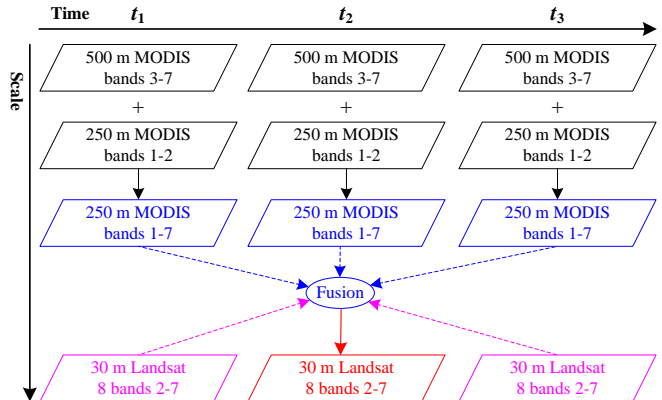 Time t1 t2 t3
Scale
500 m MODIS
bands 3-7
500 m MODIS
bands 3-7
500 m MODIS
bands 3-7
+
+
+
250 m MODIS
bands 1-2
250 m MODIS
bands 1-2
250 m MODIS
bands 1-2
250 m MODIS
bands 1-7
250 m MODIS
bands 1-7
250 m MODIS
bands 1-7
Fusion
30 m Landsat
8 bands 2-7
30 m Landsat
8 bands 2-7
30 m Landsat
8 bands 2-7